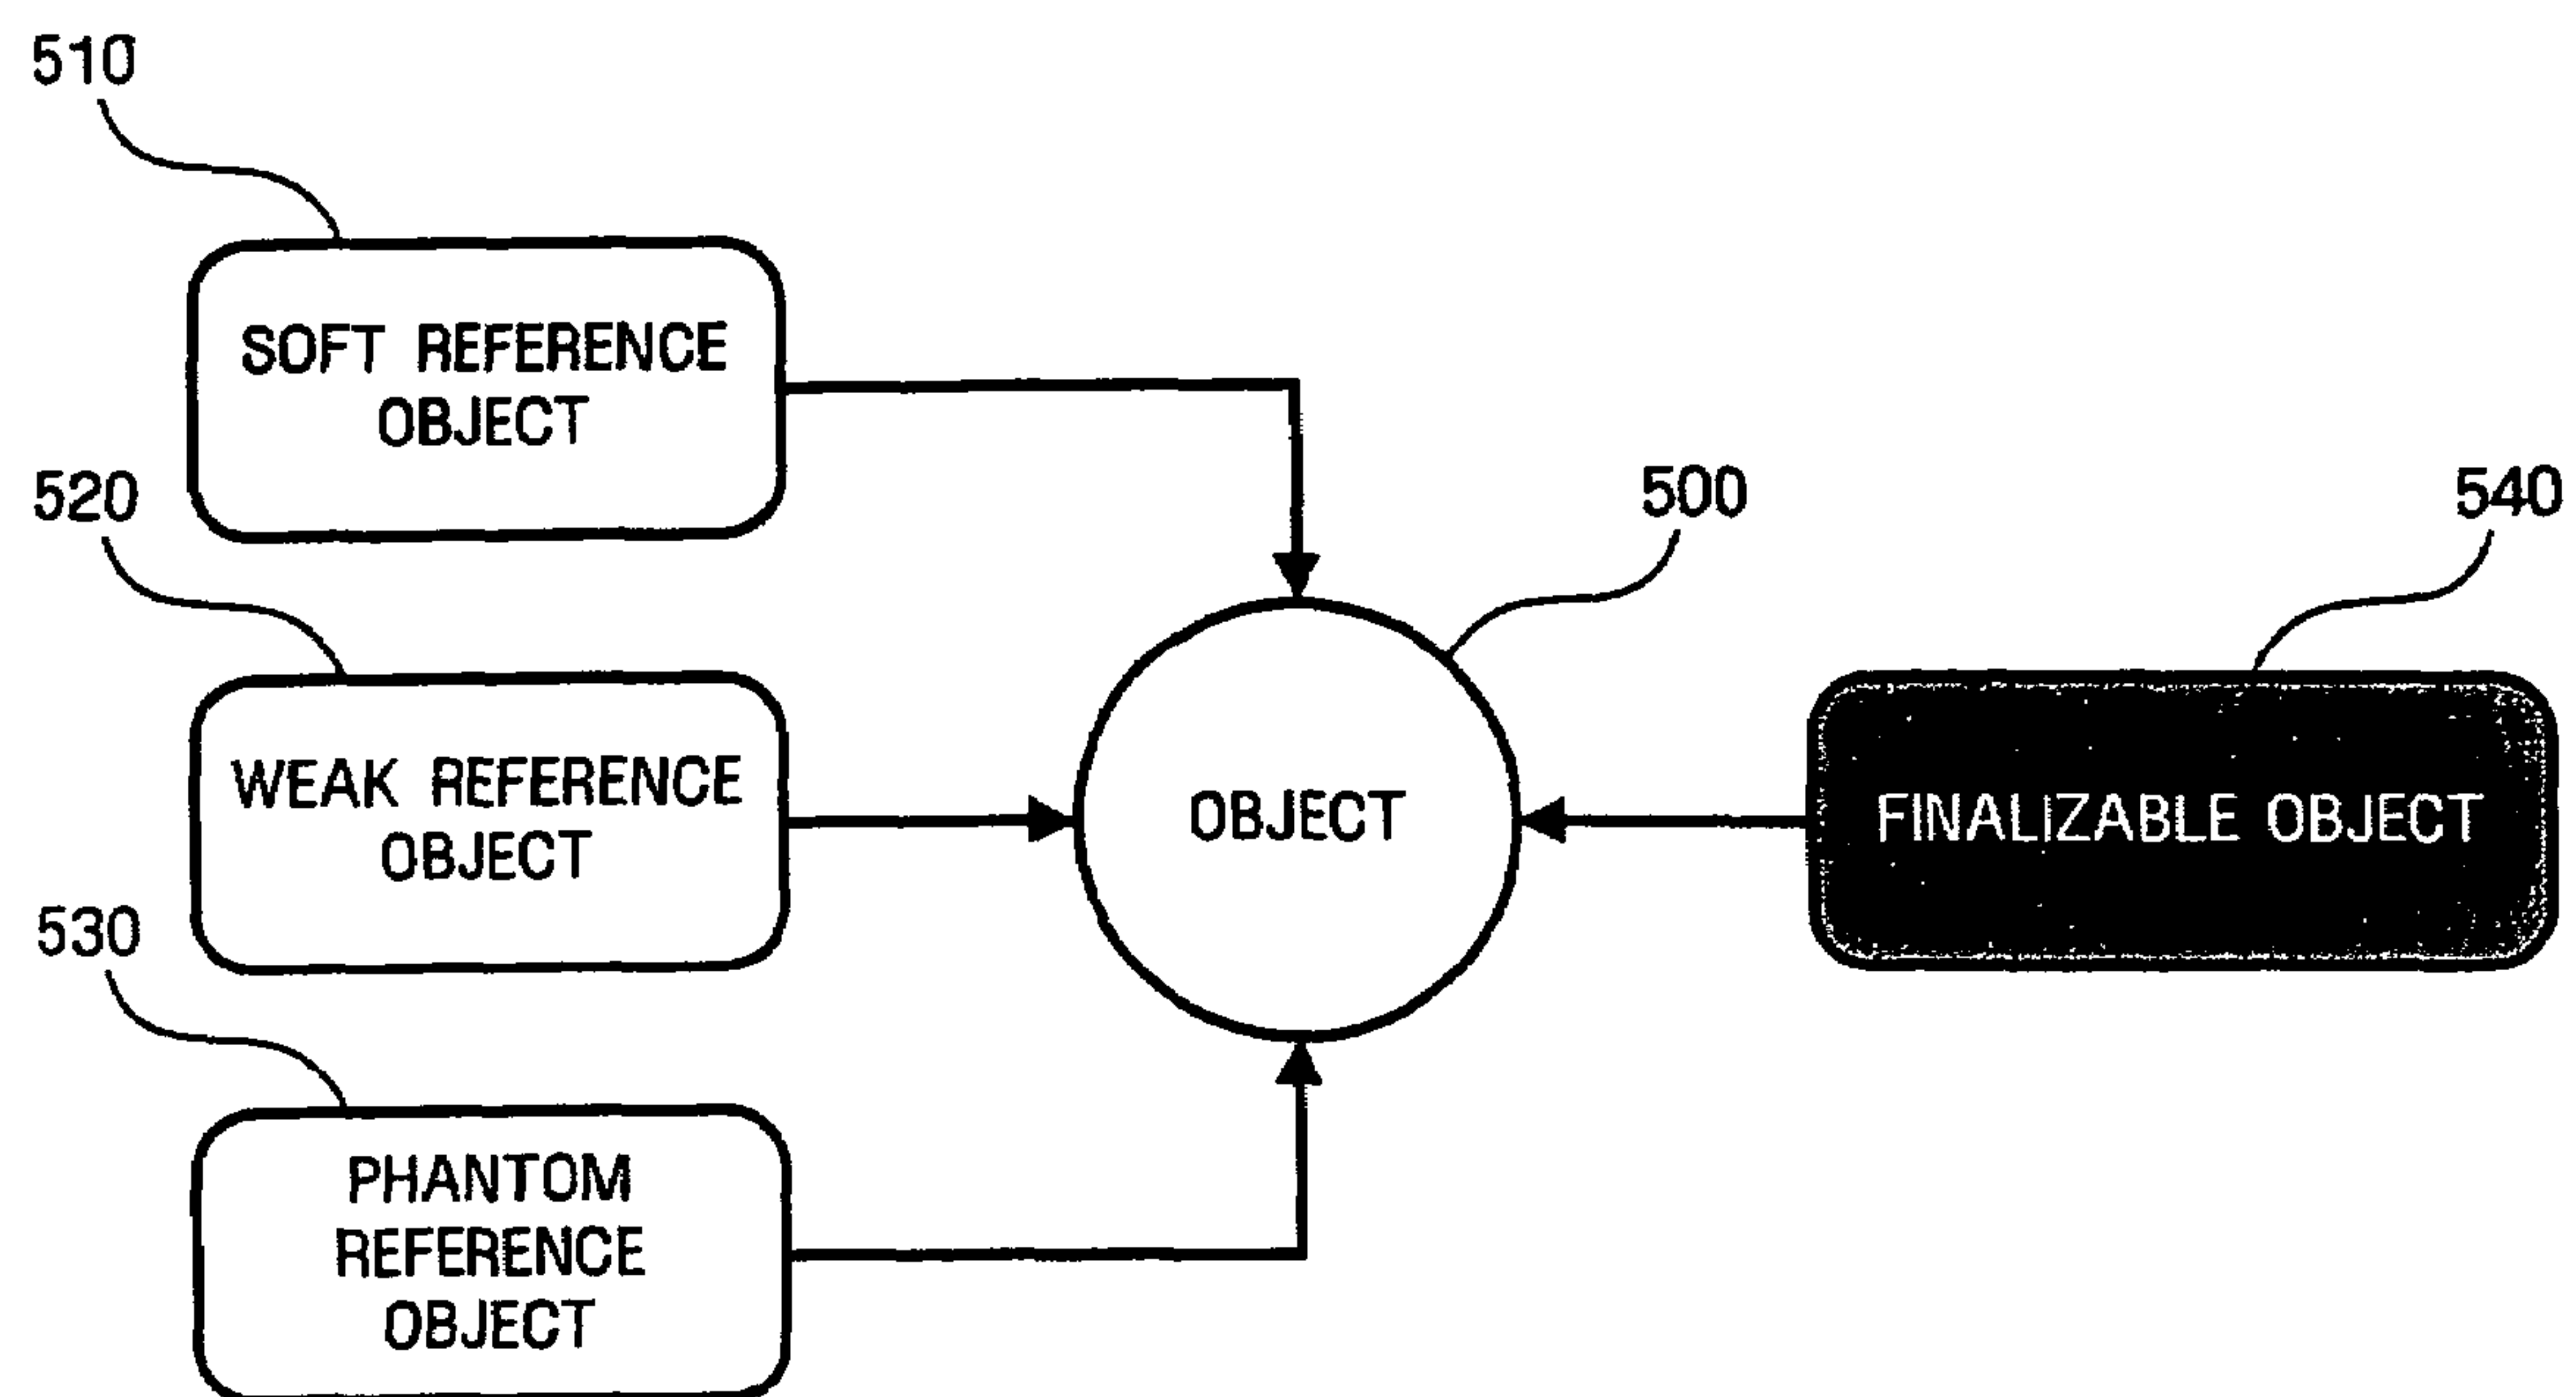 510
SOFT REFERENCE
OBJECT
520
500
540
WEAK REFERENCE
OBJECT
OBJECT
FINALIZABLE OBJECT
530
PHANTOM
REFERENCE
OBJECT